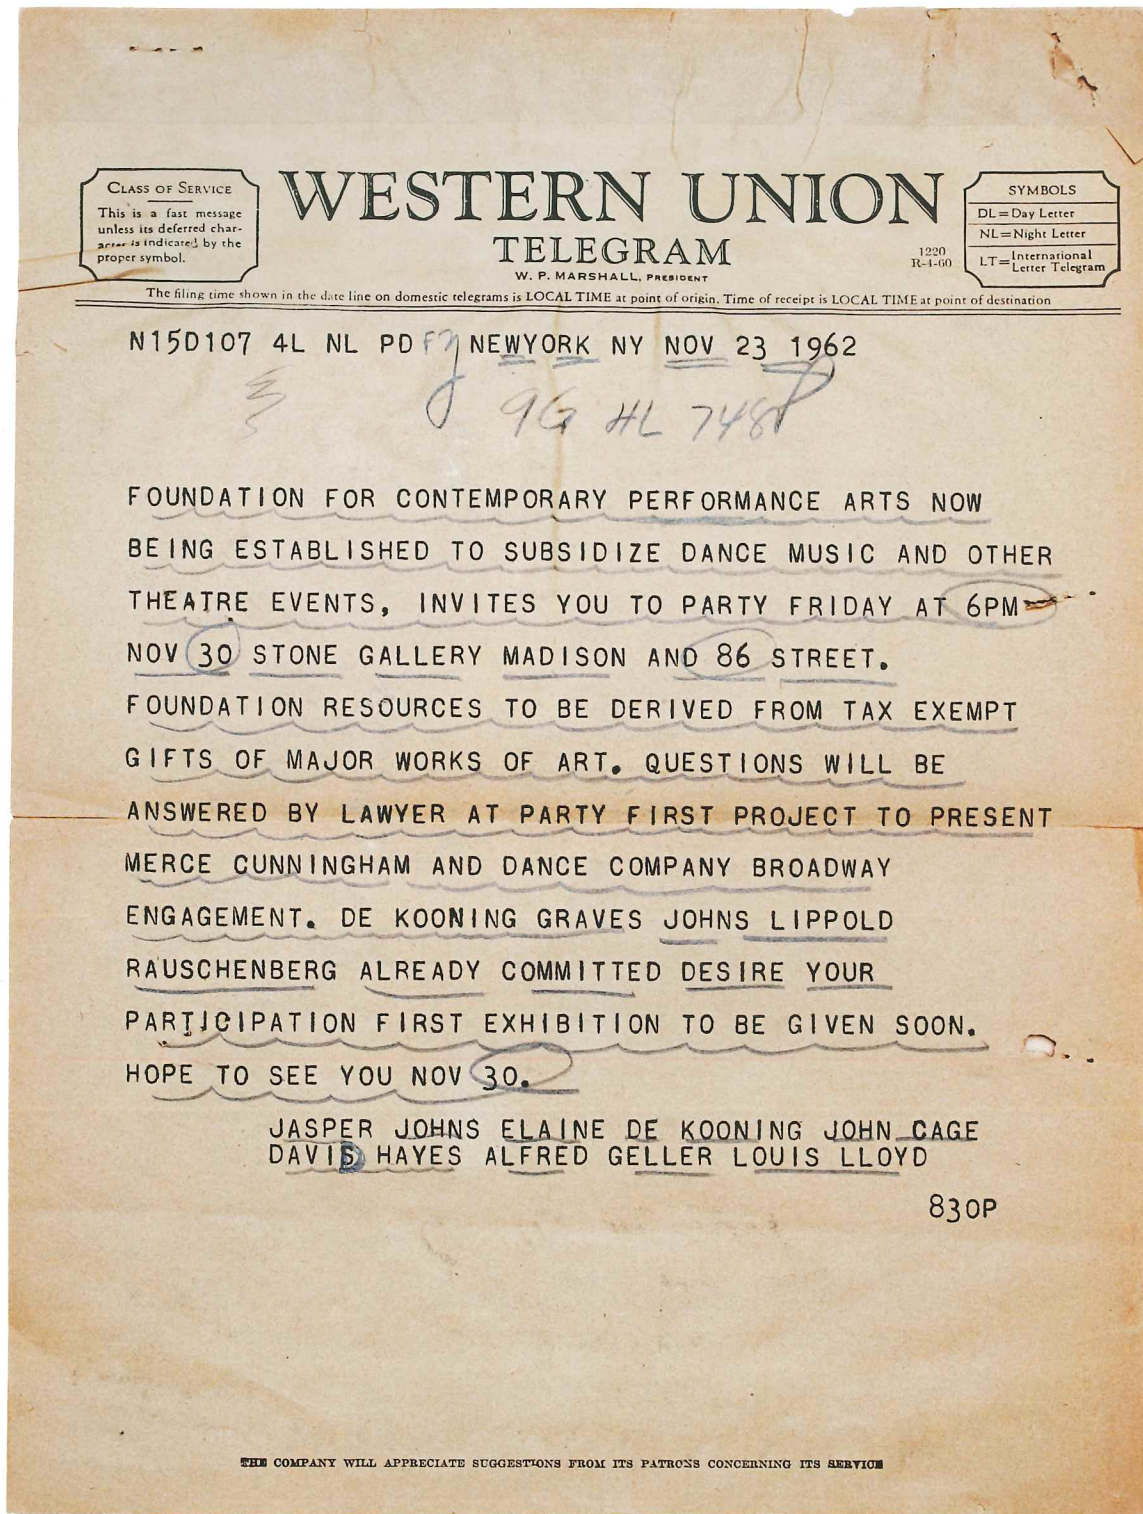 CLASS OF SERVICE
This is a fast message
unless its deferred char-
acter is indicated by the
proper symbol.
WESTERN UNION
TELEGRAM
W. P. MARSHALL, PRESIDENT
1220
R-4-60
SYMBOLS
DL=Day Letter
NL=Night Letter
LT=International Letter Telegram
The filing time shown in the date line on domestic telegrams is LOCAL TIME at point of origin. Time of receipt is LOCAL TIME at point of destination
N15D107 4L NL PD NEWYORK NY NOV 23 1962
9G HL 748P
FOUNDATION FOR CONTEMPORARY PERFORMANCE ARTS NOW
BEING ESTABLISHED TO SUBSIDIZE DANCE MUSIC AND OTHER
THEATRE EVENTS, INVITES YOU TO PARTY FRIDAY AT 6PM
NOV 30 STONE GALLERY MADISON AND 86 STREET.
FOUNDATION RESOURCES TO BE DERIVED FROM TAX EXEMPT
GIFTS OF MAJOR WORKS OF ART. QUESTIONS WILL BE
ANSWERED BY LAWYER AT PARTY FIRST PROJECT TO PRESENT
MERCE CUNNINGHAM AND DANCE COMPANY BROADWAY
ENGAGEMENT. DE KOONING GRAVES JOHNS LIPPOLD
RAUSCHENBERG ALREADY COMMITTED DESIRE YOUR
PARTICIPATION FIRST EXHIBITION TO BE GIVEN SOON.
HOPE TO SEE YOU NOV 30.
JASPER JOHNS ELAINE DE KOONING JOHN CAGE
DAVID HAYES ALFRED GELLER LOUIS LLOYD
830P
THE COMPANY WILL APPRECIATE SUGGESTIONS FROM ITS PATRONS CONCERNING ITS SERVICE